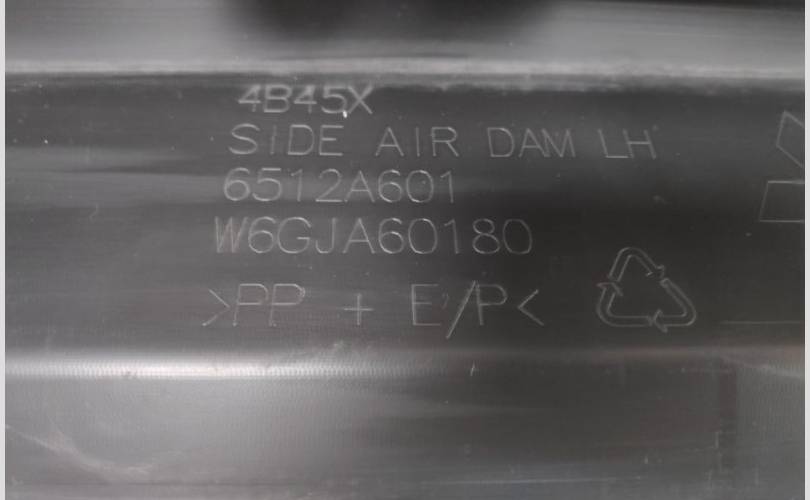 4B45X
SIDE AIR DAM LH
6512A601
W6GJA60180
>PP + E/P<